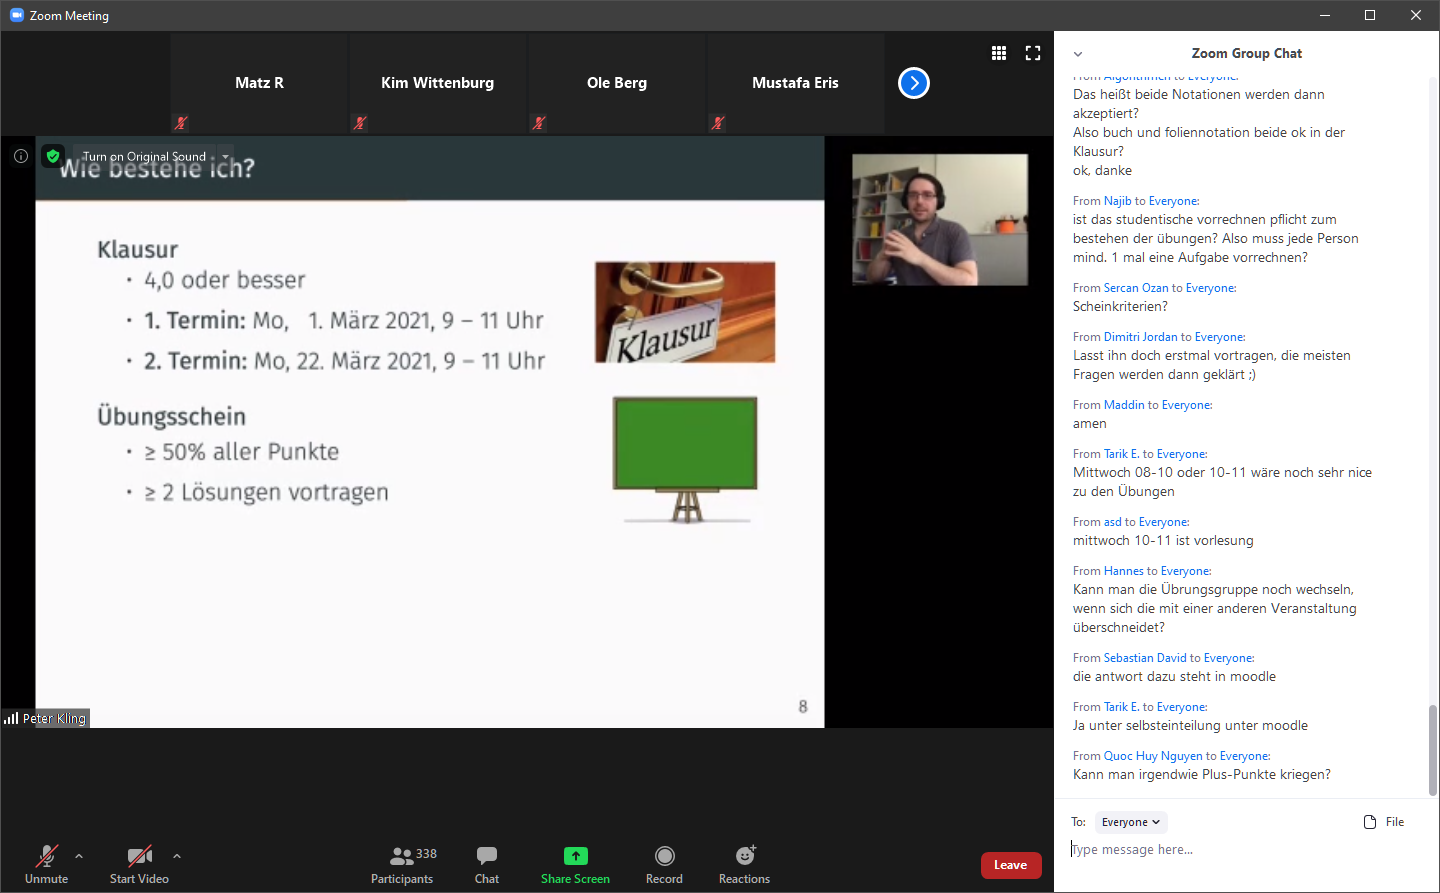 Zoom Meeting
Matz R
Kim Wittenburg
Ole Berg
Mustafa Eris
Turn on Original Sound
Wie bestehe ich?
Klausur
• 4,0 oder besser
• 1. Termin: Mo, 1. März 2021, 9 – 11 Uhr
• 2. Termin: Mo, 22. März 2021, 9 – 11 Uhr
Klausur
Übungsschein
• ≥ 50% aller Punkte
• ≥ 2 Lösungen vortragen
8
Peter Kling
Unmute
Start Video
338
Participants
Chat
Share Screen
Record
Reactions
Leave
Zoom Group Chat
From Algorithmen to Everyone:
Das heißt beide Notationen werden dann
akzeptiert?
Also buch und foliennotation beide ok in der
Klausur?
ok, danke
From Najib to Everyone:
ist das studentische vorrechnen pflicht zum
bestehen der übungen? Also muss jede Person
mind. 1 mal eine Aufgabe vorrechnen?
From Sercan Ozan to Everyone:
Scheinkriterien?
From Dimitri Jordan to Everyone:
Lasst ihn doch erstmal vortragen, die meisten
Fragen werden dann geklärt ;)
From Maddin to Everyone:
amen
From Tarik E. to Everyone:
Mittwoch 08-10 oder 10-11 wäre noch sehr nice
zu den Übungen
From asd to Everyone:
mittwoch 10-11 ist vorlesung
From Hannes to Everyone:
Kann man die Übrungsgruppe noch wechseln,
wenn sich die mit einer anderen Veranstaltung
überschneidet?
From Sebastian David to Everyone:
die antwort dazu steht in moodle
From Tarik E. to Everyone:
Ja unter selbsteinteilung unter moodle
From Quoc Huy Nguyen to Everyone:
Kann man irgendwie Plus-Punkte kriegen?
To: Everyone
File
Type message here...